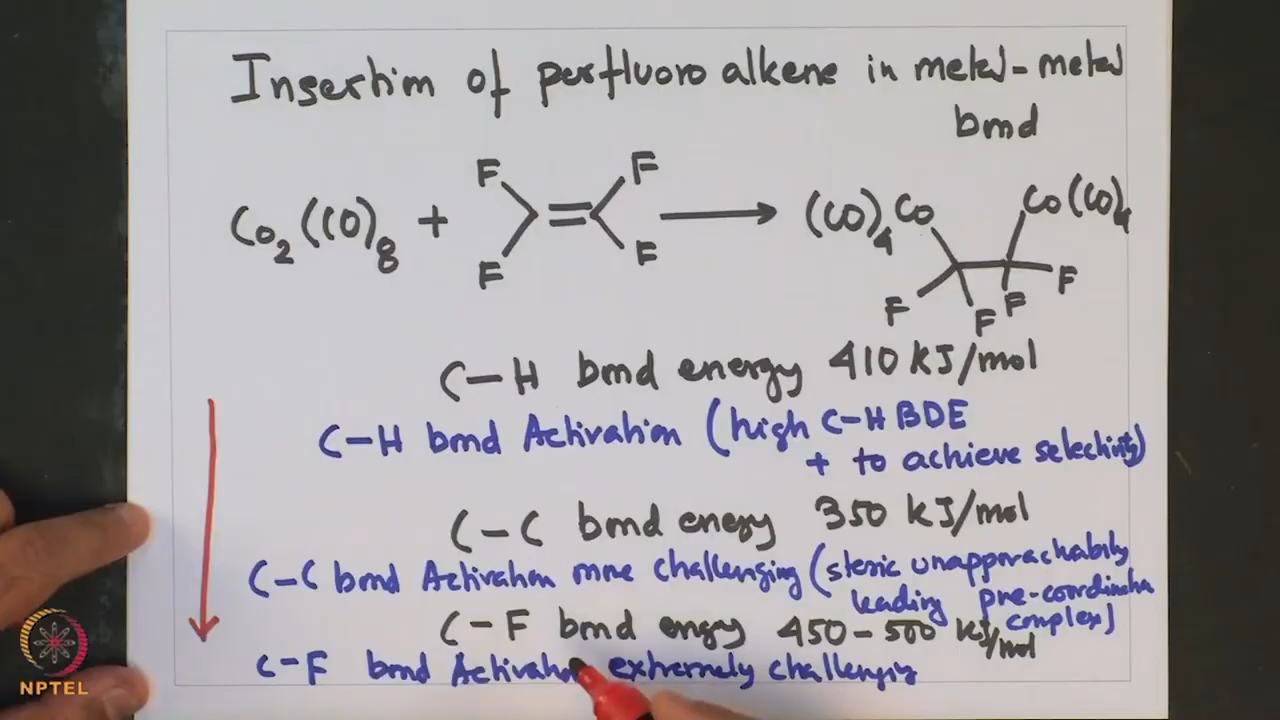 Insertion of perfluoro alkene in metal-metal
bond
Co2(CO)8 + F F F F → (CO)4Co Co(CO)4 F F F F
C-H bond energy 410 kJ/mol
C-H bond Activation (high C-H BDE
+ to achieve selectivity)
C-C bond energy 350 kJ/mol
C-C bond Activation more challenging (steric unapproachability
leading pre-coordination
complex)
C-F bond engy 450-500 kJ/mol
C-F bond Activation extremely challenging
NPTEL